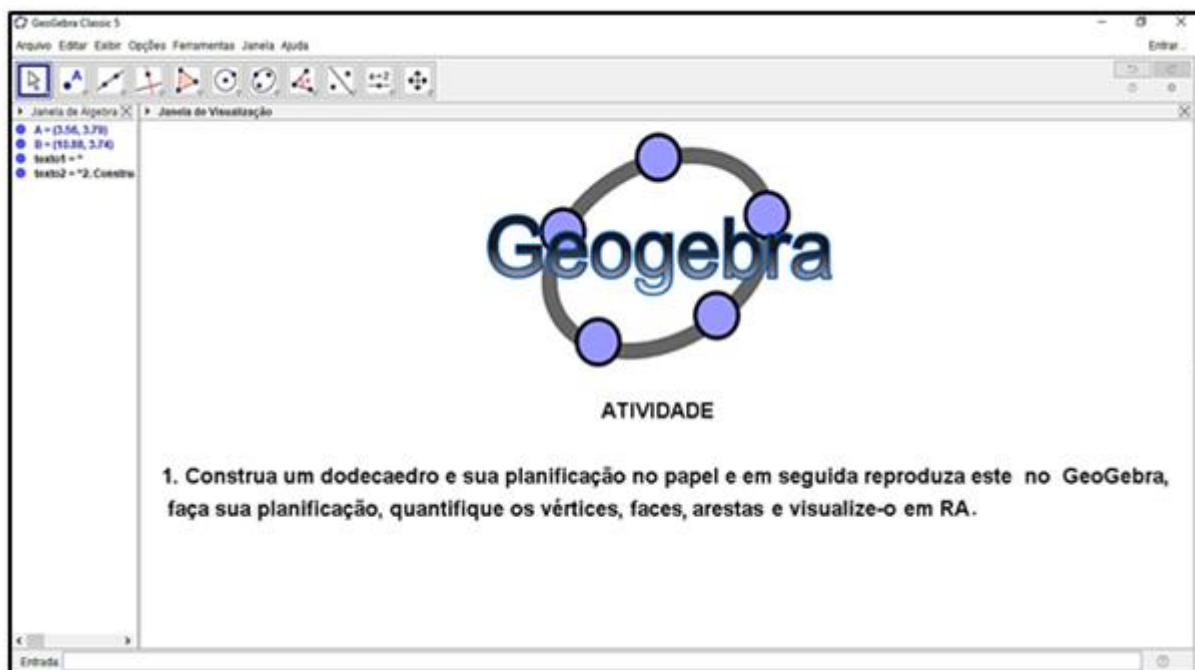 GeoGebra Classic 5
Arquivo Editar Exibir Opções Ferramentas Janela Ajuda
Entrar...
A
a=2
Janela de Álgebra
Janela de Visualização
A = (3.56, 3.79)
B = (10.88, 3.74)
texto1 = "
texto2 = "2. Constru
Geogebra
ATIVIDADE
1. Construa um dodecaedro e sua planificação no papel e em seguida reproduza este no GeoGebra,
faça sua planificação, quantifique os vértices, faces, arestas e visualize-o em RA.
Entrada